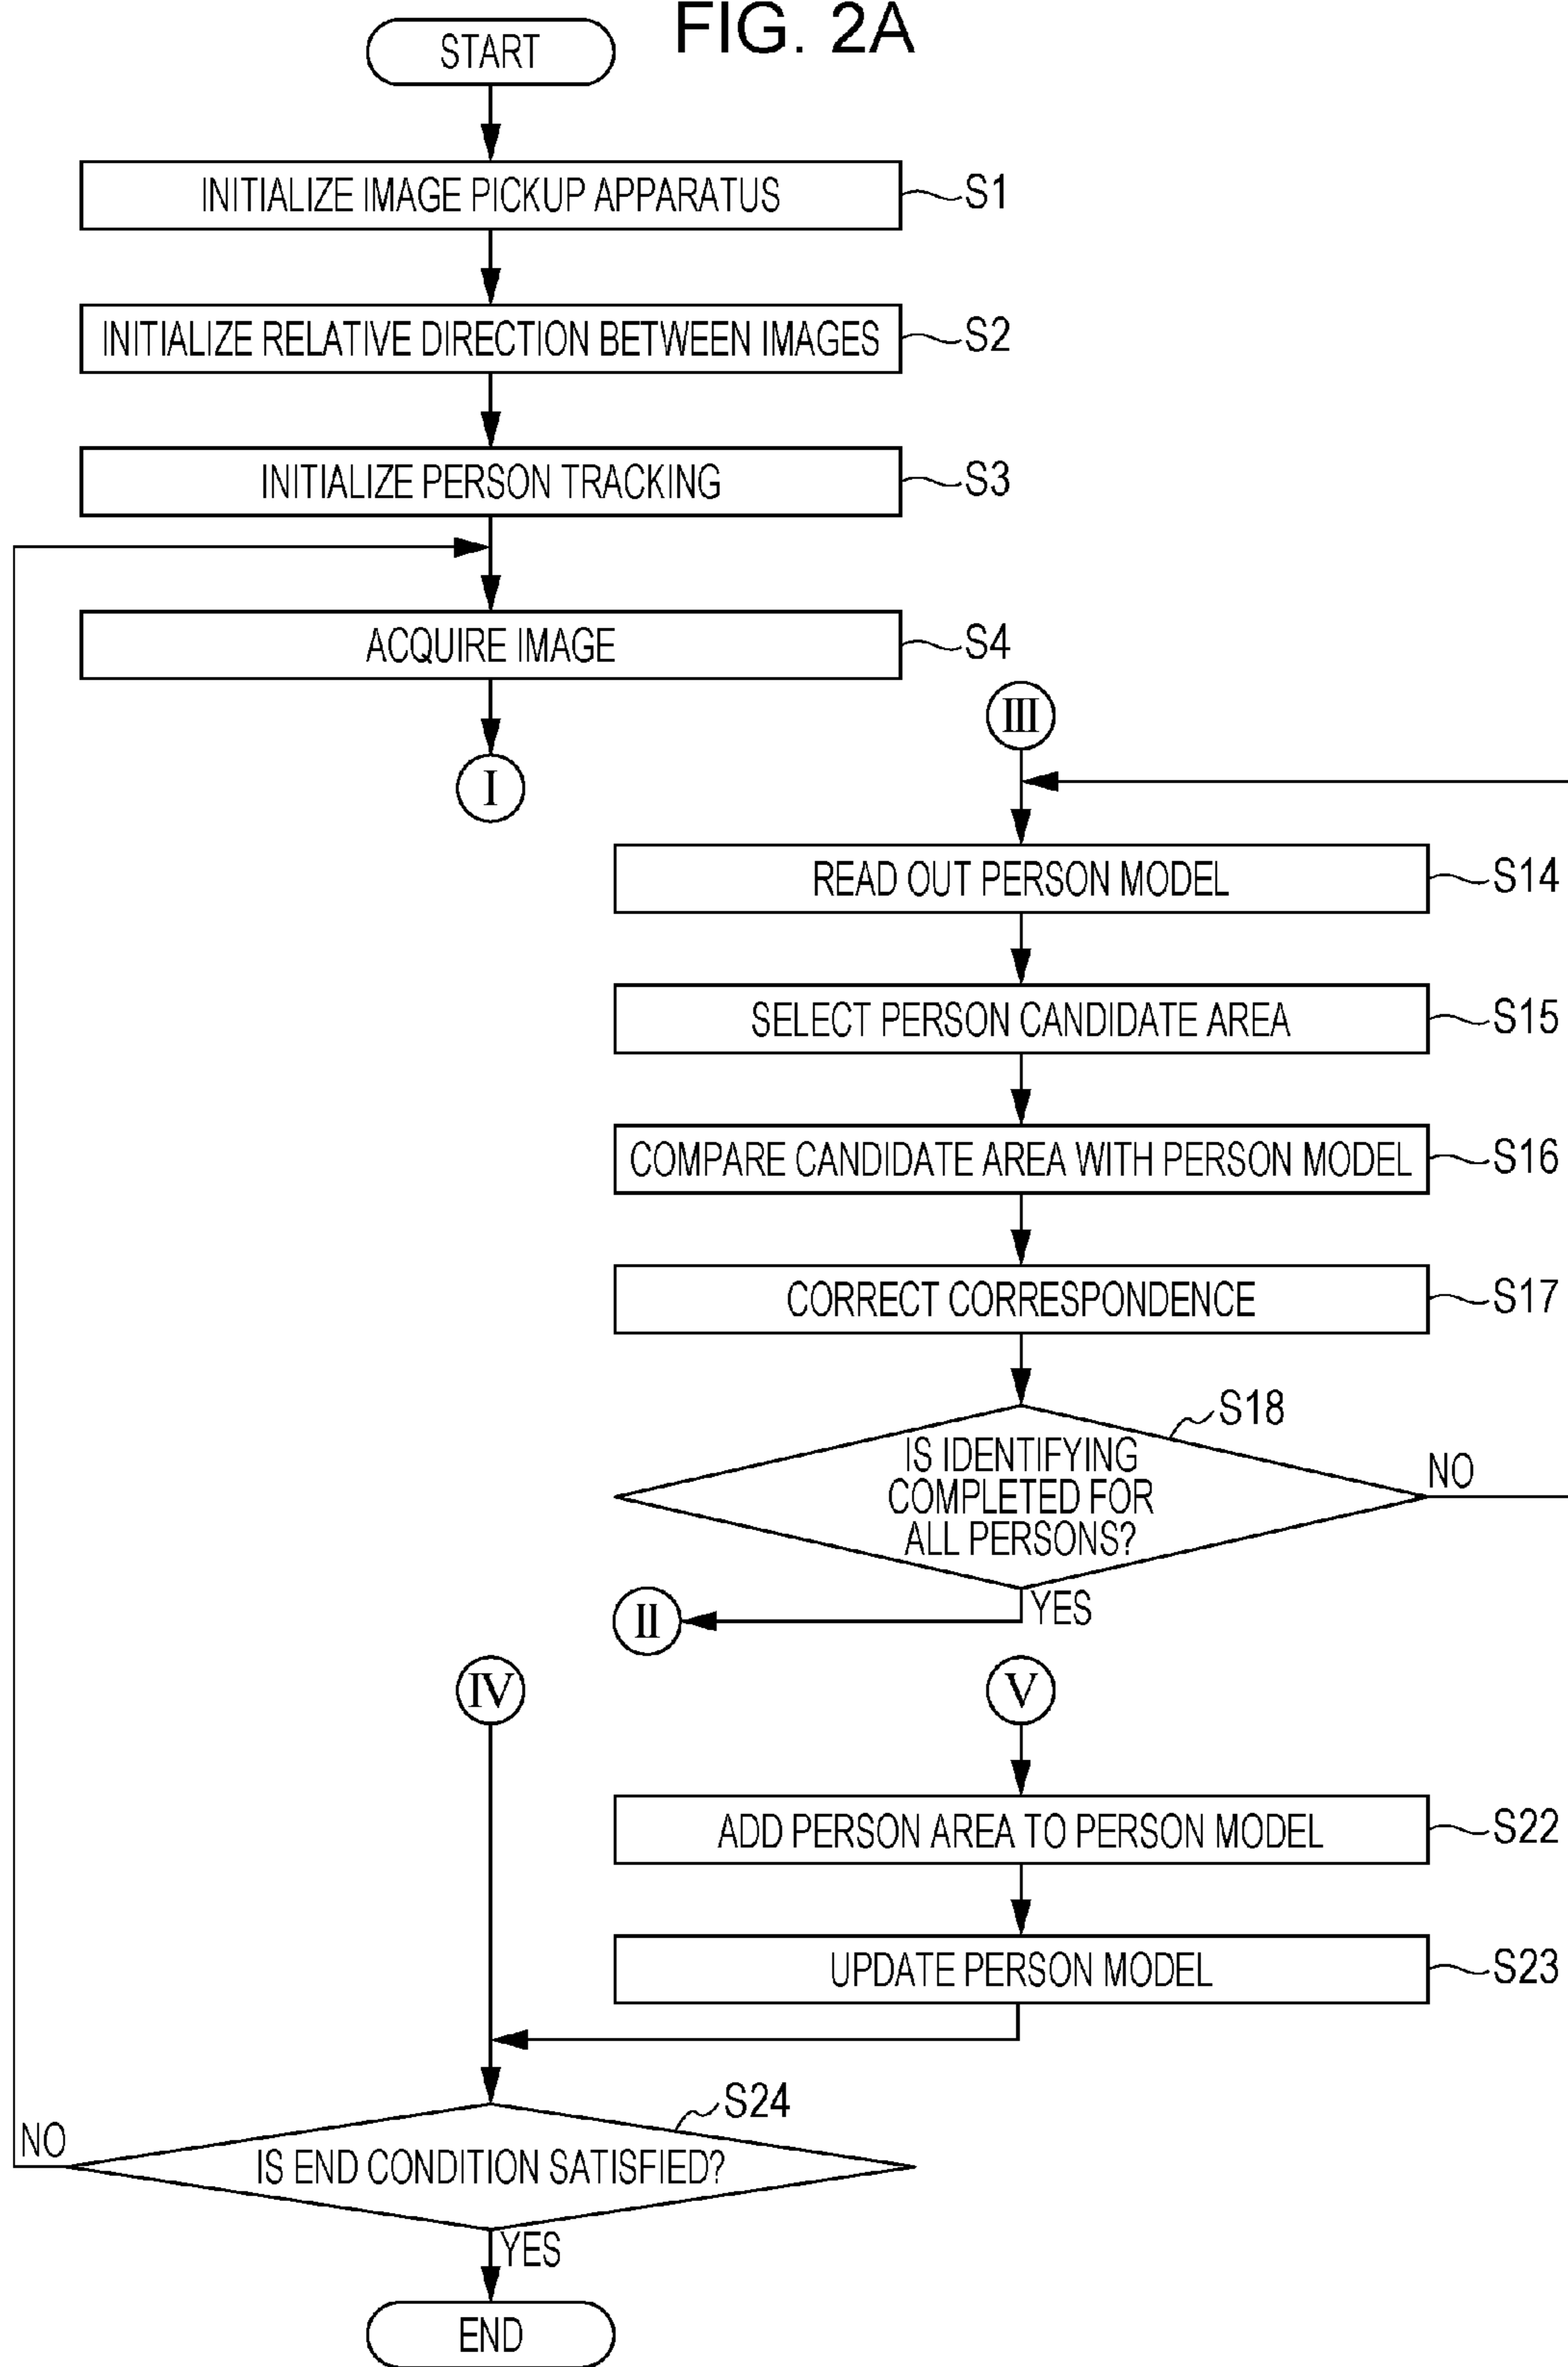 FIG. 2A
START
INITIALIZE IMAGE PICKUP APPARATUS
S1
INITIALIZE RELATIVE DIRECTION BETWEEN IMAGES
S2
INITIALIZE PERSON TRACKING
S3
ACQUIRE IMAGE
S4
I
III
READ OUT PERSON MODEL
S14
SELECT PERSON CANDIDATE AREA
S15
COMPARE CANDIDATE AREA WITH PERSON MODEL
S16
CORRECT CORRESPONDENCE
S17
S18
IS IDENTIFYING
COMPLETED FOR
ALL PERSONS?
NO
YES
II
IV
V
ADD PERSON AREA TO PERSON MODEL
S22
UPDATE PERSON MODEL
S23
S24
IS END CONDITION SATISFIED?
NO
YES
END